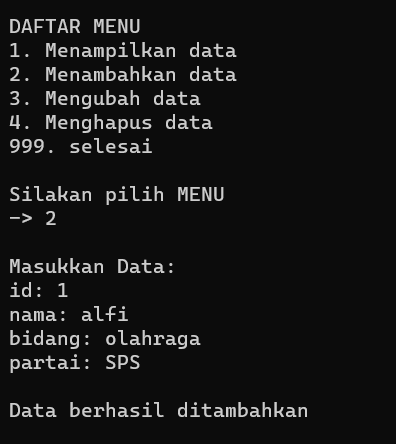 DAFTAR MENU
1. Menampilkan data
2. Menambahkan data
3. Mengubah data
4. Menghapus data
999. selesai
Silakan pilih MENU
-> 2
Masukkan Data:
id: 1
nama: alfi
bidang: olahraga
partai: SPS
Data berhasil ditambahkan